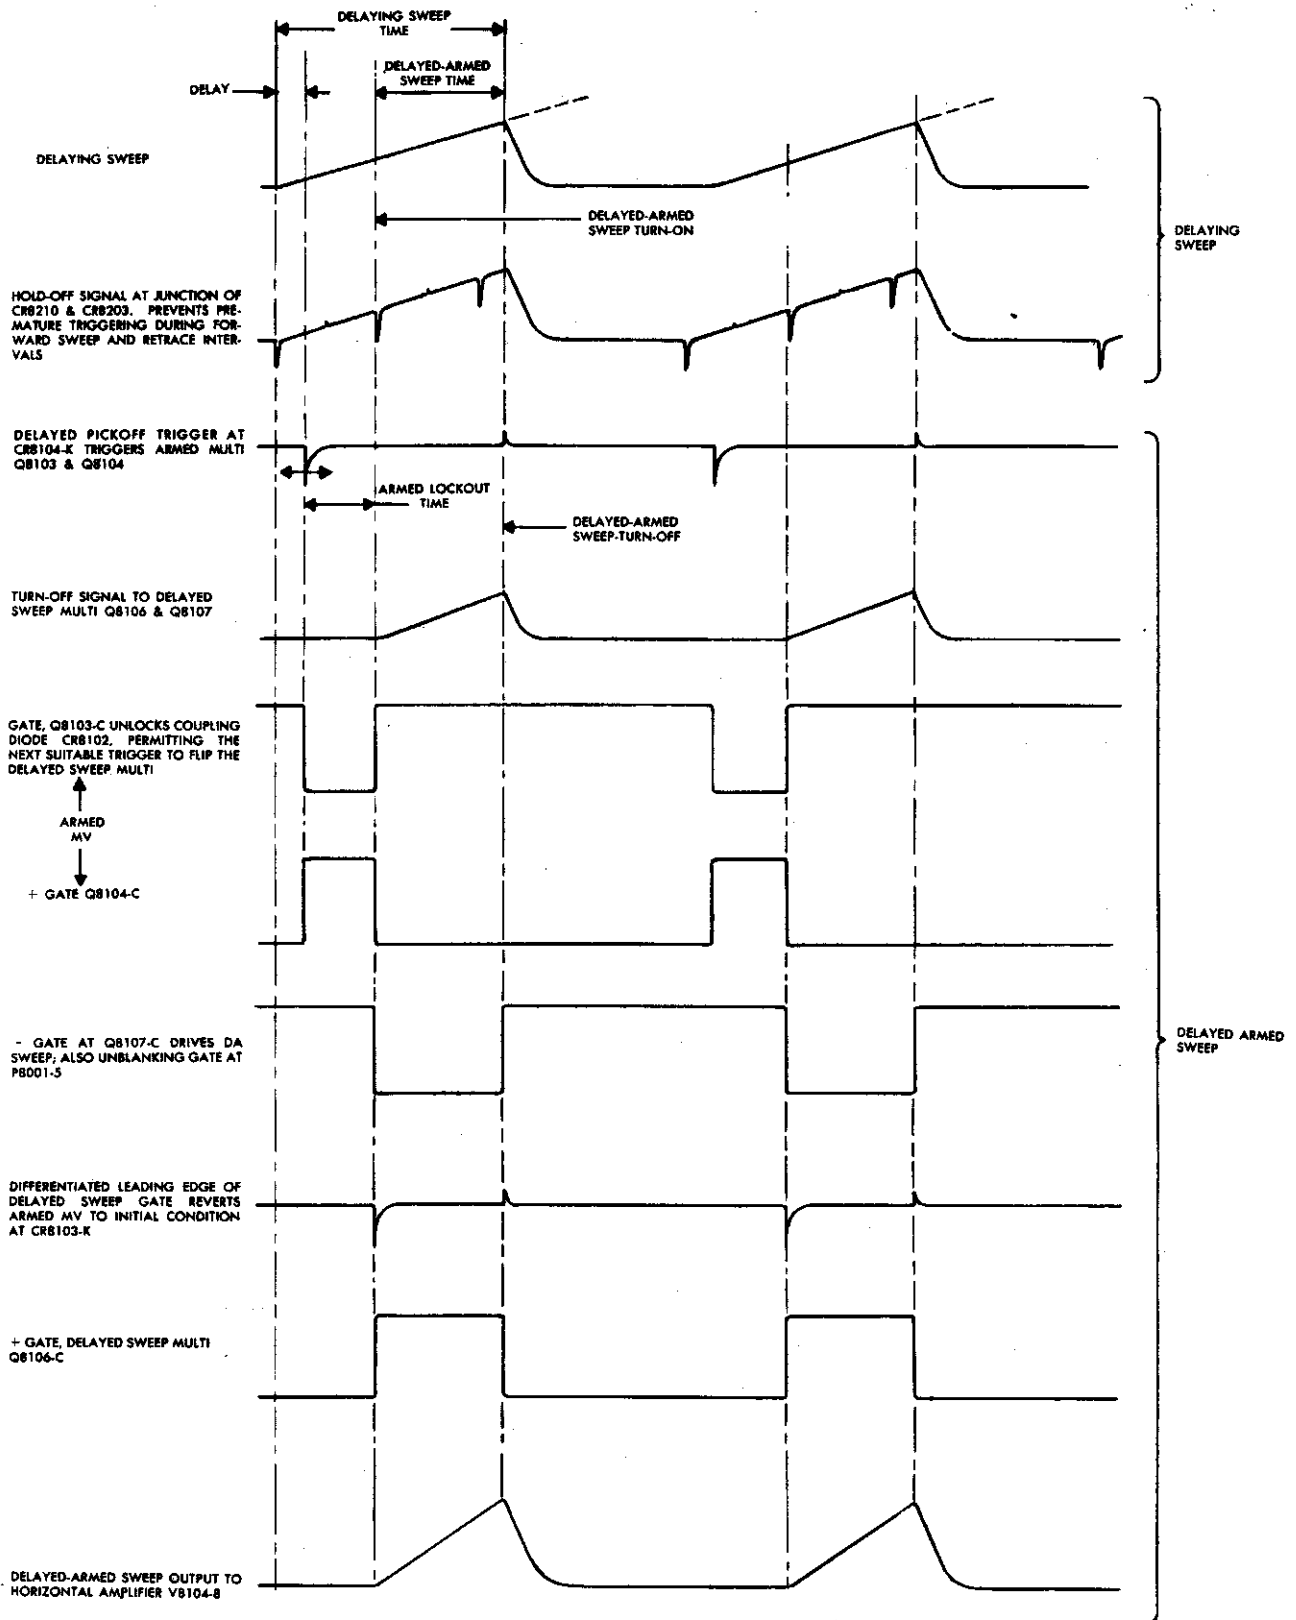 DELAYING SWEEP
TIME
DELAYED-ARMED
SWEEP TIME
DELAY
DELAYING SWEEP
DELAYED-ARMED
SWEEP TURN-ON
DELAYING
SWEEP
HOLD-OFF SIGNAL AT JUNCTION OF
CR8210 & CR8203. PREVENTS PRE-
MATURE TRIGGERING DURING FOR-
WARD SWEEP AND RETRACE INTER-
VALS
DELAYED PICKOFF TRIGGER AT
CR8104-K TRIGGERS ARMED MULTI
Q8103 & Q8104
ARMED LOCKOUT
TIME
DELAYED-ARMED
SWEEP-TURN-OFF
TURN-OFF SIGNAL TO DELAYED
SWEEP MULTI Q8106 & Q8107
GATE, Q8103-C UNLOCKS COUPLING
DIODE CR8102, PERMITTING THE
NEXT SUITABLE TRIGGER TO FLIP THE
DELAYED SWEEP MULTI
ARMED
MV
+ GATE Q8104-C
- GATE AT Q8107-C DRIVES DA
SWEEP; ALSO UNBLANKING GATE AT
P8001-5
DELAYED ARMED
SWEEP
DIFFERENTIATED LEADING EDGE OF
DELAYED SWEEP GATE REVERTS
ARMED MV TO INITIAL CONDITION
AT CR8103-K
+ GATE, DELAYED SWEEP MULTI
Q8106-C
DELAYED-ARMED SWEEP OUTPUT TO
HORIZONTAL AMPLIFIER V8104-8